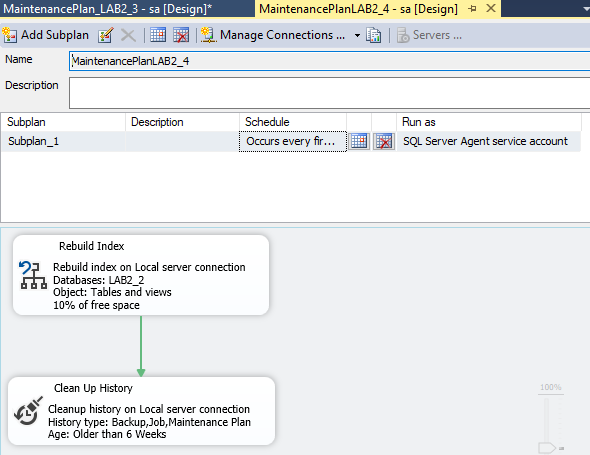 MaintenancePlan_LAB2_3 - sa [Design]* MaintenancePlanLAB2_4 - sa [Design]
Add Subplan Manage Connections ... Servers ...
Name MaintenancePlanLAB2_4
Description
Subplan Description Schedule Run as
Subplan_1 Occurs every fir... SQL Server Agent service account
Rebuild Index
Rebuild index on Local server connection
Databases: LAB2_2
Object: Tables and views
10% of free space
Clean Up History
Cleanup history on Local server connection
History type: Backup,Job,Maintenance Plan
Age: Older than 6 Weeks
100%